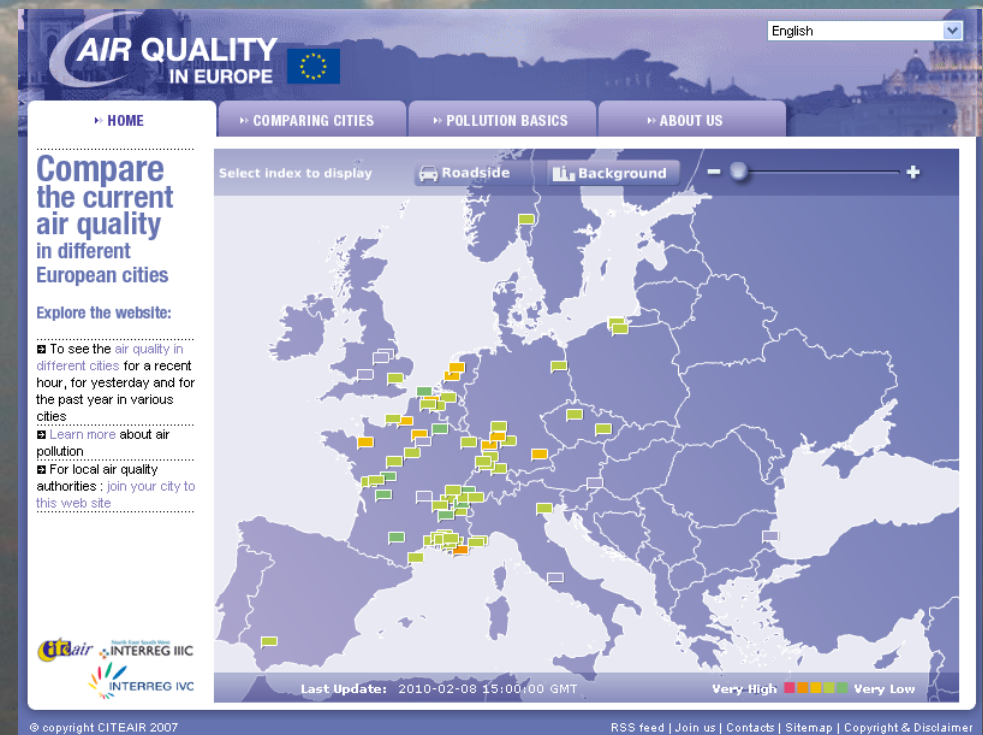 English
AIR QUALITY
IN EUROPE
HOME
COMPARING CITIES
POLLUTION BASICS
ABOUT US
Compare
the current
air quality
in different
European cities
Explore the website:
To see the air quality in
different cities for a recent
hour, for yesterday and for
the past year in various
cities
Learn more about air
pollution
For local air quality
authorities : join your city to
this web site
Select index to display
Roadside
Background
citeair
North East South West
INTERREG IIIC
INTERREG IVC
Last Update: 2010-02-08 15:00:00 GMT
Very High
Very Low
© copyright CITEAIR 2007
RSS feed | Join us | Contacts | Sitemap | Copyright & Disclaimer